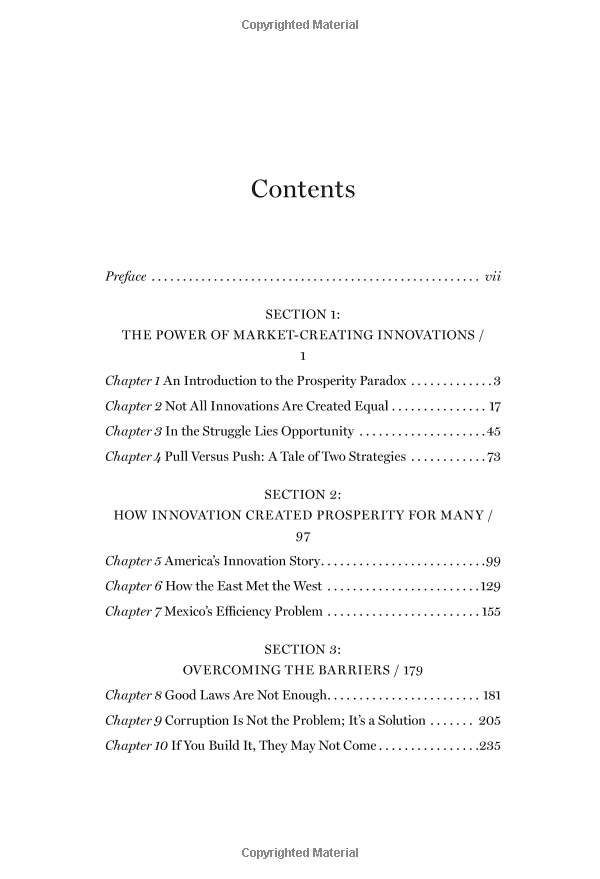 Copyrighted Material
Contents
Preface ..................................................... vii
SECTION 1:
THE POWER OF MARKET-CREATING INNOVATIONS /
1
Chapter 1 An Introduction to the Prosperity Paradox .............3
Chapter 2 Not All Innovations Are Created Equal ............... 17
Chapter 3 In the Struggle Lies Opportunity ....................45
Chapter 4 Pull Versus Push: A Tale of Two Strategies ............73
SECTION 2:
HOW INNOVATION CREATED PROSPERITY FOR MANY /
97
Chapter 5 America’s Innovation Story..........................99
Chapter 6 How the East Met the West ........................129
Chapter 7 Mexico’s Efficiency Problem ........................155
SECTION 3:
OVERCOMING THE BARRIERS / 179
Chapter 8 Good Laws Are Not Enough........................ 181
Chapter 9 Corruption Is Not the Problem; It’s a Solution ....... 205
Chapter 10 If You Build It, They May Not Come................235
Copyrighted Material